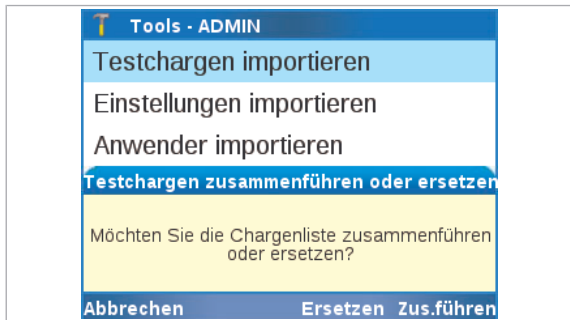 Tools - ADMIN
Testchargen importieren
Einstellungen importieren
Anwender importieren
Testchargen zusammenführen oder ersetzen
Möchten Sie die Chargenliste zusammenführen
oder ersetzen?
Abbrechen Ersetzen Zus.führen